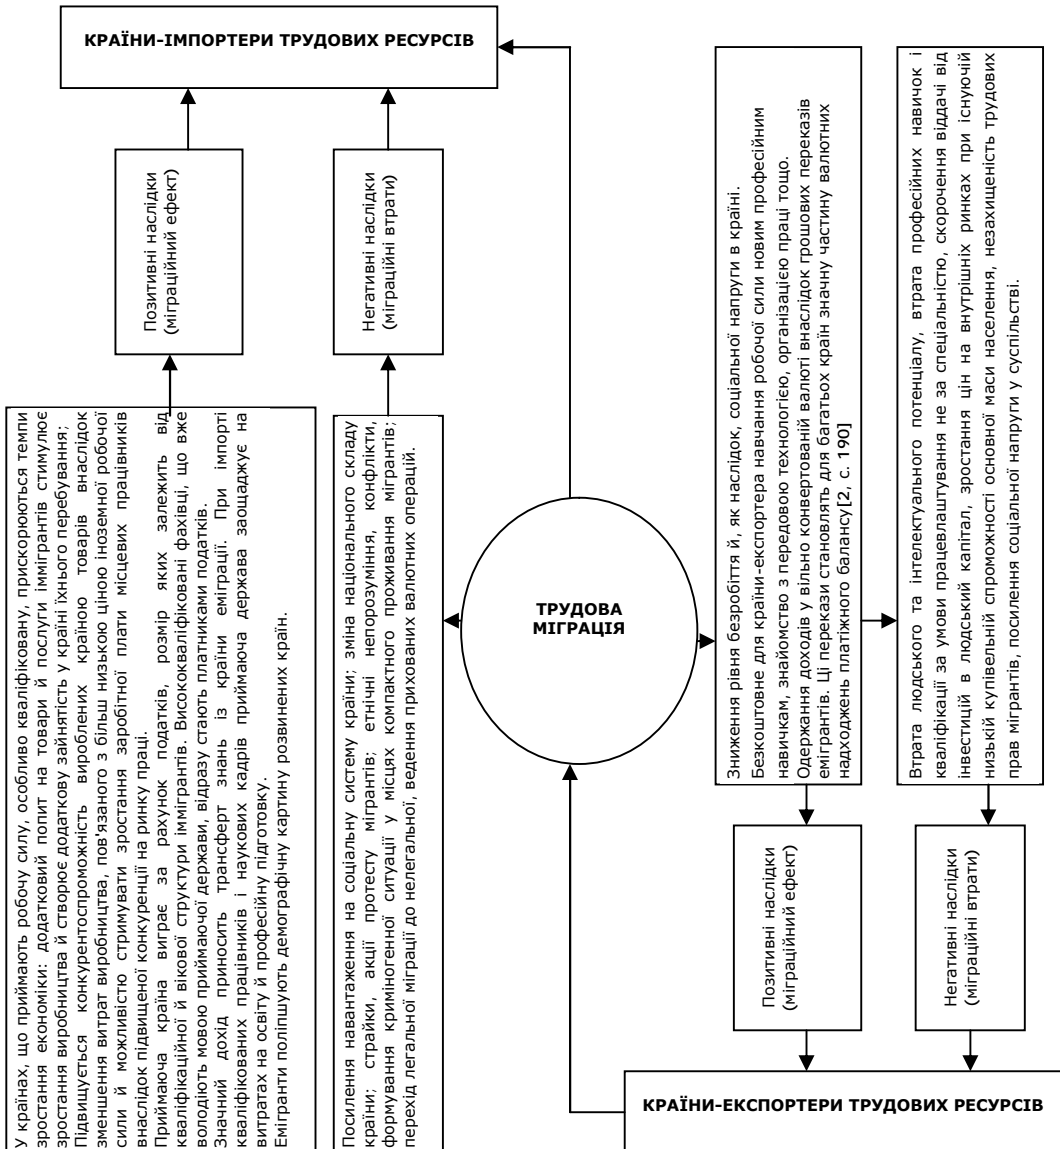 КРАЇНИ-ІМПОРТЕРИ ТРУДОВИХ РЕСУРСІВ
Позитивні наслідки
(міграційний ефект)
Негативні наслідки
(міграційні втрати)
У країнах, що приймають робочу силу, особливо кваліфіковану, прискорюються темпи
зростання економіки: додатковий попит на товари й послуги іммігрантів стимулює
зростання виробництва й створює додаткову зайнятість у країні їхнього перебування;
Підвищується конкурентоспроможність вироблених країною товарів внаслідок
зменшення витрат виробництва, пов'язаного з більш низькою ціною іноземної робочої
сили й можливістю стримувати зростання заробітної плати місцевих працівників
внаслідок підвищеної конкуренції на ринку праці.
Приймаюча країна виграє за рахунок податків, розмір яких залежить від
кваліфікаційної й вікової структури іммігрантів. Висококваліфіковані фахівці, що вже
володіють мовою приймаючої держави, відразу стають платниками податків.
Значний дохід приносить трансферт знань із країни еміграції. При імпорті
кваліфікованих працівників і наукових кадрів приймаюча держава заощаджує на
витратах на освіту й професійну підготовку.
Емігранти поліпшують демографічну картину розвинених країн.
Посилення навантаження на соціальну систему країни; зміна національного складу
країни; страйки, акції протесту мігрантів; етнічні непорозуміння, конфлікти,
формування криміногенної ситуації у місцях компактного проживання мігрантів;
перехід легальної міграції до нелегальної, ведення прихованих валютних операцій.
ТРУДОВА
МІГРАЦІЯ
Зниження рівня безробіття й, як наслідок, соціальної напруги в країні.
Безкоштовне для країни-експортера навчання робочої сили новим професійним
навичкам, знайомство з передовою технологією, організацією праці тощо.
Одержання доходів у вільно конвертованій валюті внаслідок грошових переказів
емігрантів. Ці перекази становлять для багатьох країн значну частину валютних
надходжень платіжного балансу[2, с. 190]
Втрата людського та інтелектуального потенціалу, втрата професійних навичок і
кваліфікації за умови працевлаштування не за спеціальністю, скорочення віддачі від
інвестицій в людський капітал, зростання цін на внутрішніх ринках при існуючій
низькій купівельній спроможності основної маси населення, незахищеність трудових
прав мігрантів, посилення соціальної напруги у суспільстві.
Позитивні наслідки
(міграційний ефект)
Негативні наслідки
(міграційні втрати)
КРАЇНИ-ЕКСПОРТЕРИ ТРУДОВИХ РЕСУРСІВ